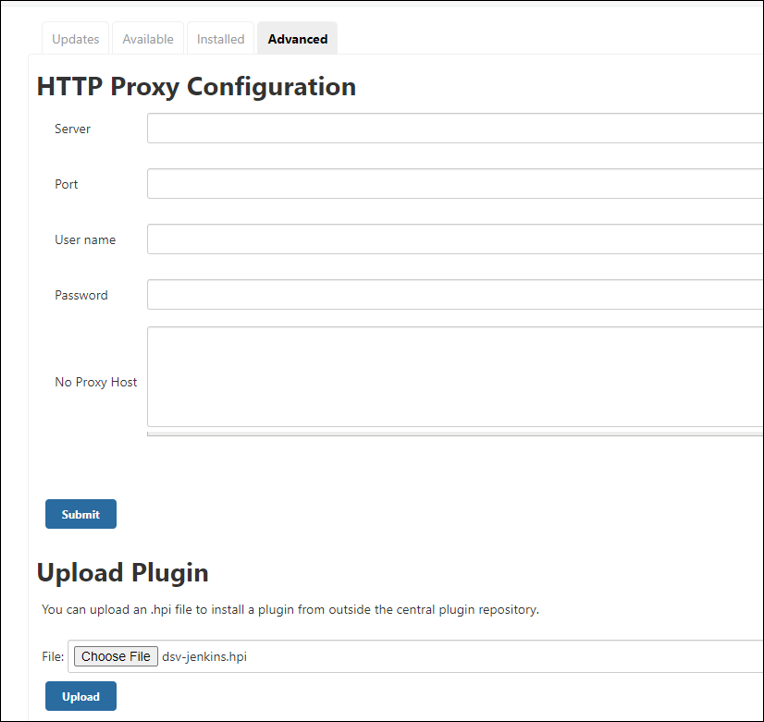 Updates Available Installed Advanced
HTTP Proxy Configuration
Server
Port
User name
Password
No Proxy Host
Submit
Upload Plugin
You can upload an .hpi file to install a plugin from outside the central plugin repository.
File: Choose File dsv-jenkins.hpi
Upload